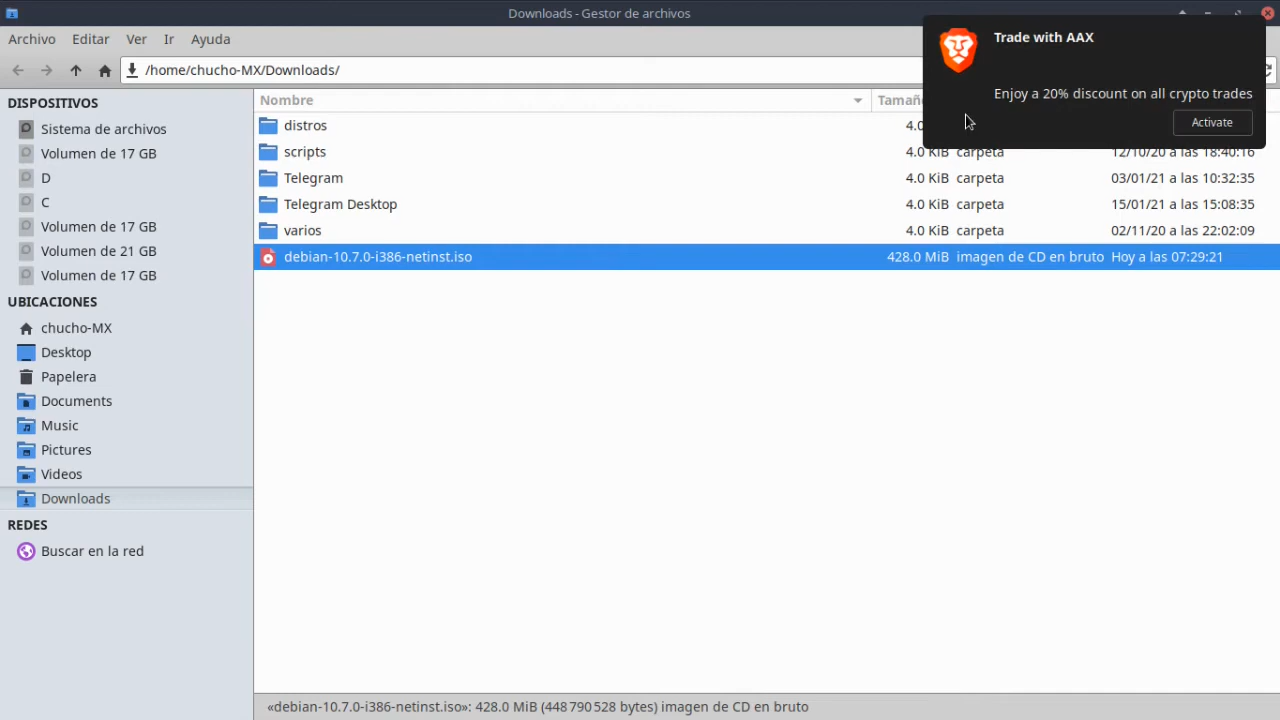 Downloads - Gestor de archivos
Archivo Editar Ver Ir Ayuda
Trade with AAX
Enjoy a 20% discount on all crypto trades
Activate
/home/chucho-MX/Downloads/
DISPOSITIVOS
Sistema de archivos
Volumen de 17 GB
D
C
Volumen de 17 GB
Volumen de 21 GB
Volumen de 17 GB
UBICACIONES
chucho-MX
Desktop
Papelera
Documents
Music
Pictures
Videos
Downloads
REDES
Buscar en la red
Nombre
distros
scripts 4.0 KiB carpeta 12/10/20 a las 18:40:16
Telegram 4.0 KiB carpeta 03/01/21 a las 10:32:35
Telegram Desktop 4.0 KiB carpeta 15/01/21 a las 15:08:35
varios 4.0 KiB carpeta 02/11/20 a las 22:02:09
debian-10.7.0-i386-netinst.iso 428.0 MiB imagen de CD en bruto Hoy a las 07:29:21
«debian-10.7.0-i386-netinst.iso»: 428.0 MiB (448 790 528 bytes) imagen de CD en bruto